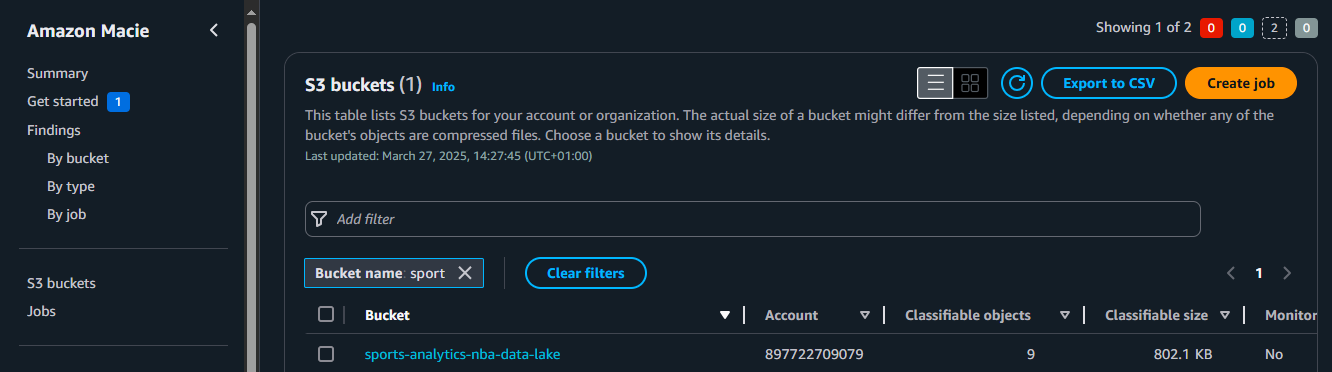 Amazon Macie
Summary
Get started 1
Findings
By bucket
By type
By job
S3 buckets
Jobs
Showing 1 of 2 0 0 2 0
S3 buckets (1) Info
Export to CSV
Create job
This table lists S3 buckets for your account or organization. The actual size of a bucket might differ from the size listed, depending on whether any of the
bucket's objects are compressed files. Choose a bucket to show its details.
Last updated: March 27, 2025, 14:27:45 (UTC+01:00)
Add filter
Bucket name: sport
Clear filters
1
Bucket Account Classifiable objects Classifiable size Monitor
sports-analytics-nba-data-lake 897722709079 9 802.1 KB No